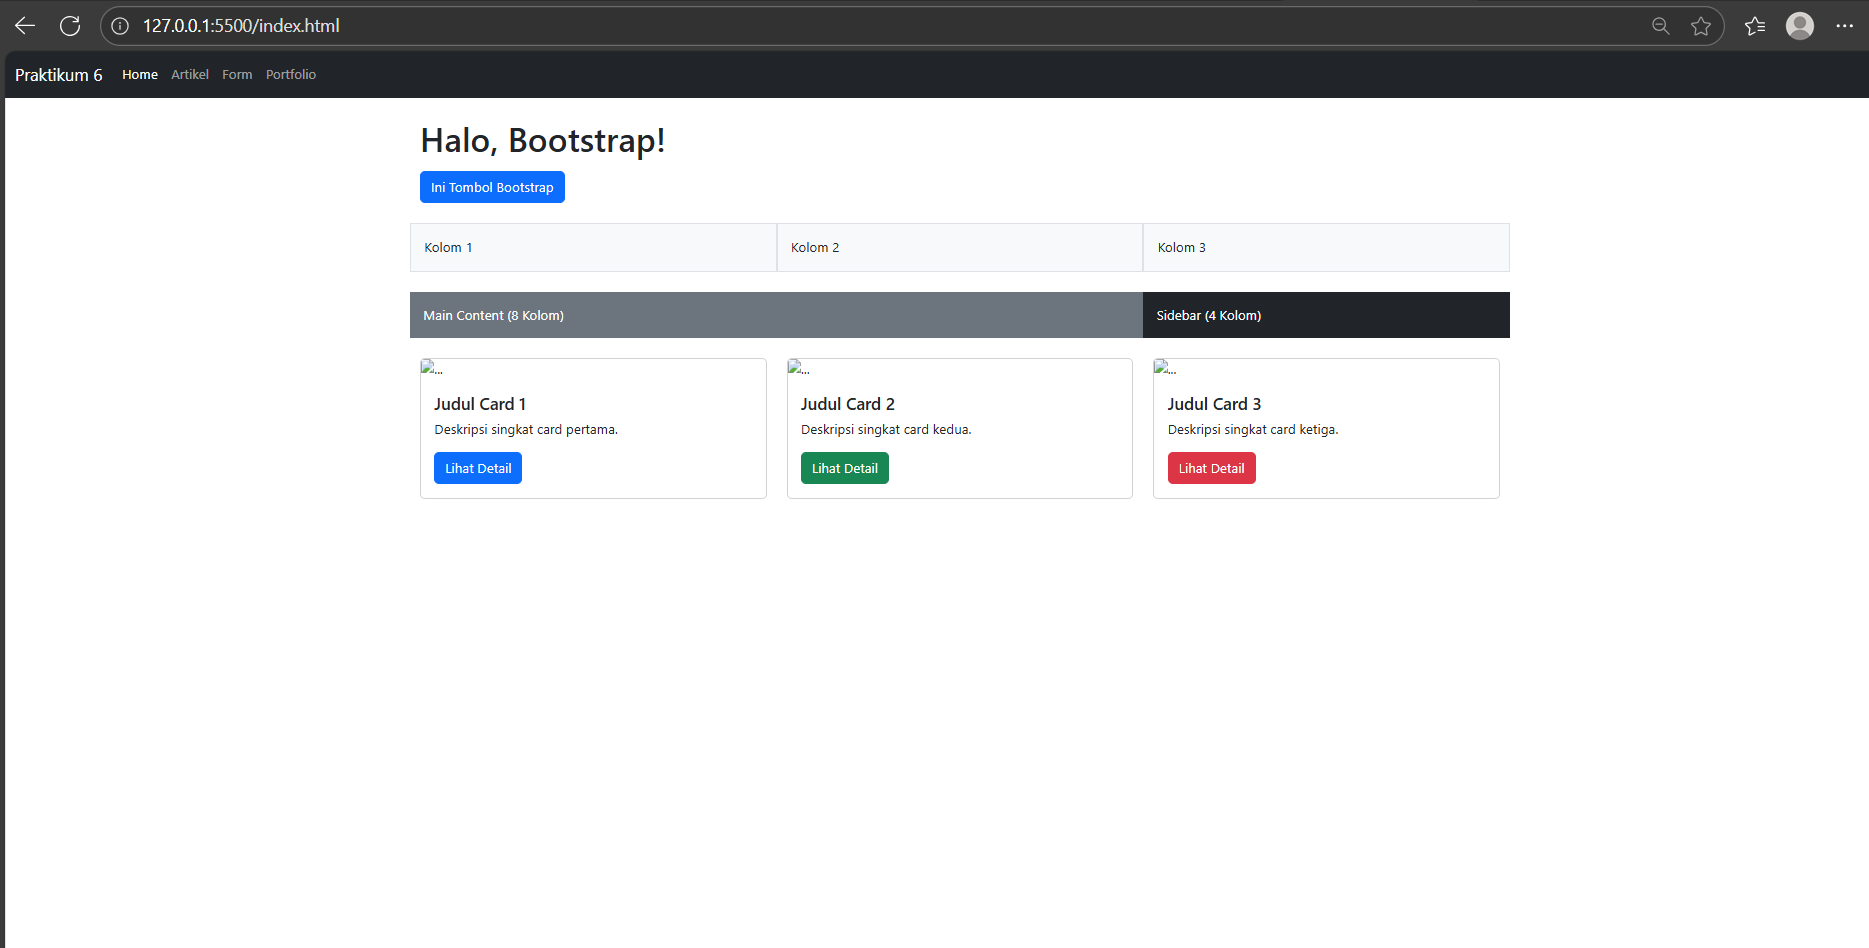 127.0.0.1:5500/index.html
Praktikum 6 Home Artikel Form Portfolio
Halo, Bootstrap!
Ini Tombol Bootstrap
Kolom 1 Kolom 2 Kolom 3
Main Content (8 Kolom) Sidebar (4 Kolom)
... ... ...
Judul Card 1 Judul Card 2 Judul Card 3
Deskripsi singkat card pertama. Deskripsi singkat card kedua. Deskripsi singkat card ketiga.
Lihat Detail Lihat Detail Lihat Detail